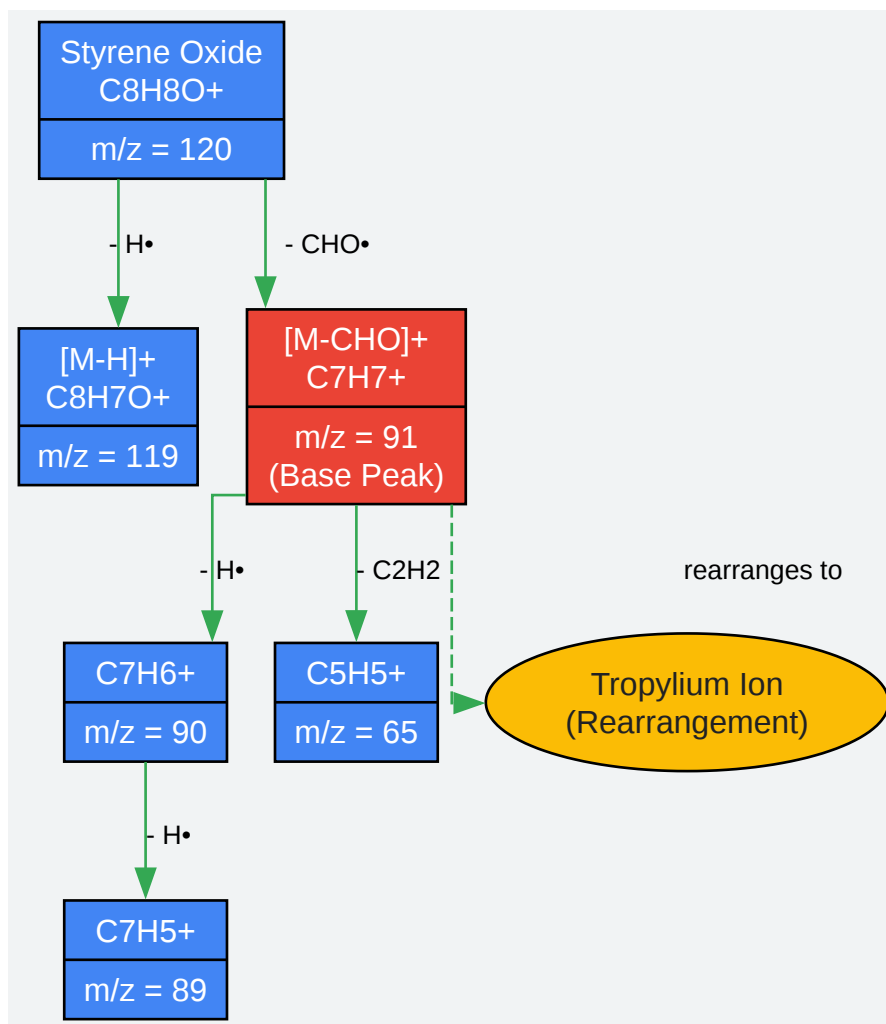 Styrene Oxide
C8H8O+
m/z = 120
- H•
- CHO•
[M-H]+
C8H7O+
m/z = 119
[M-CHO]+
C7H7+
m/z = 91
(Base Peak)
- H•
- C2H2
rearranges to
C7H6+
m/z = 90
C5H5+
m/z = 65
Tropylium Ion
(Rearrangement)
- H•
C7H5+
m/z = 89